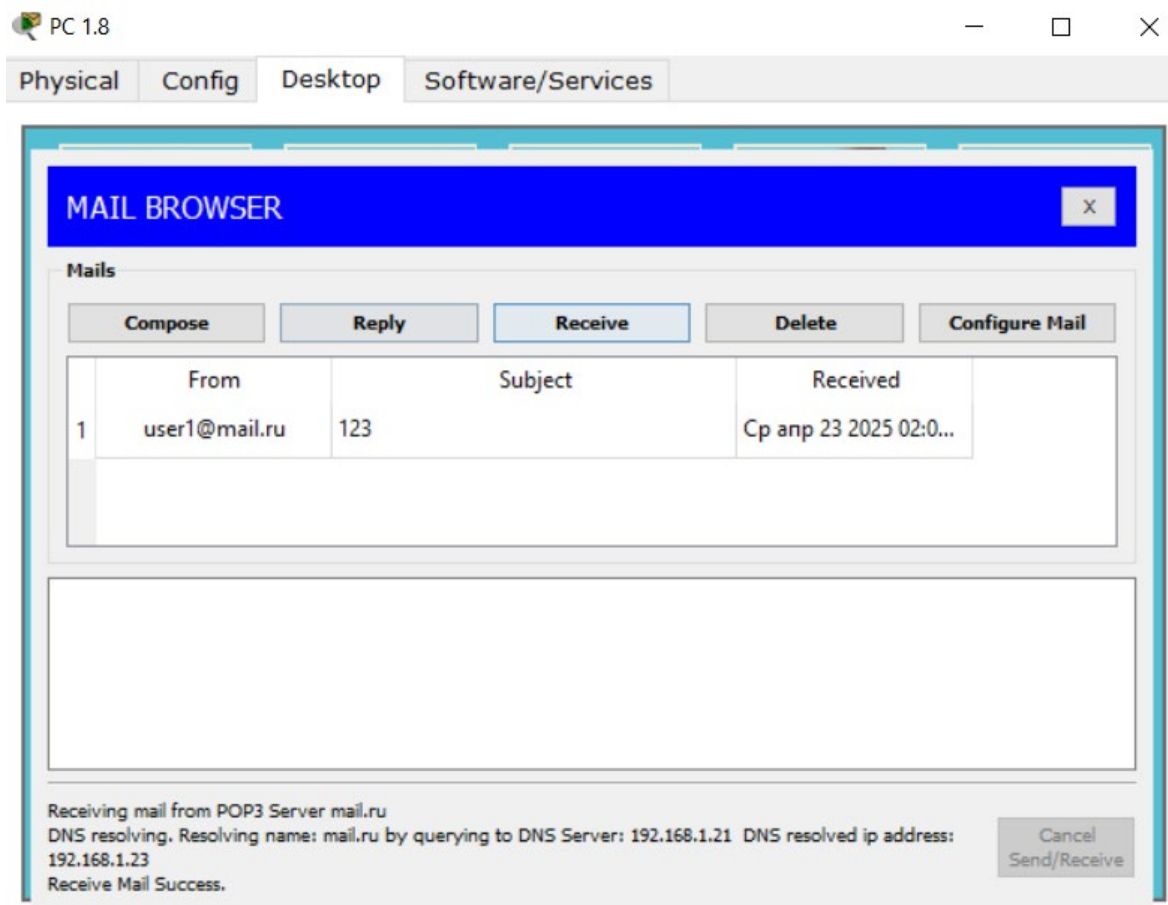 PC 1.8
Physical Config Desktop Software/Services
MAIL BROWSER X
Mails
Compose Reply Receive Delete Configure Mail
From Subject Received
1 user1@mail.ru 123 Ср апр 23 2025 02:0...
Receiving mail from POP3 Server mail.ru
DNS resolving. Resolving name: mail.ru by querying to DNS Server: 192.168.1.21 DNS resolved ip address:
192.168.1.23
Receive Mail Success.
Cancel
Send/Receive